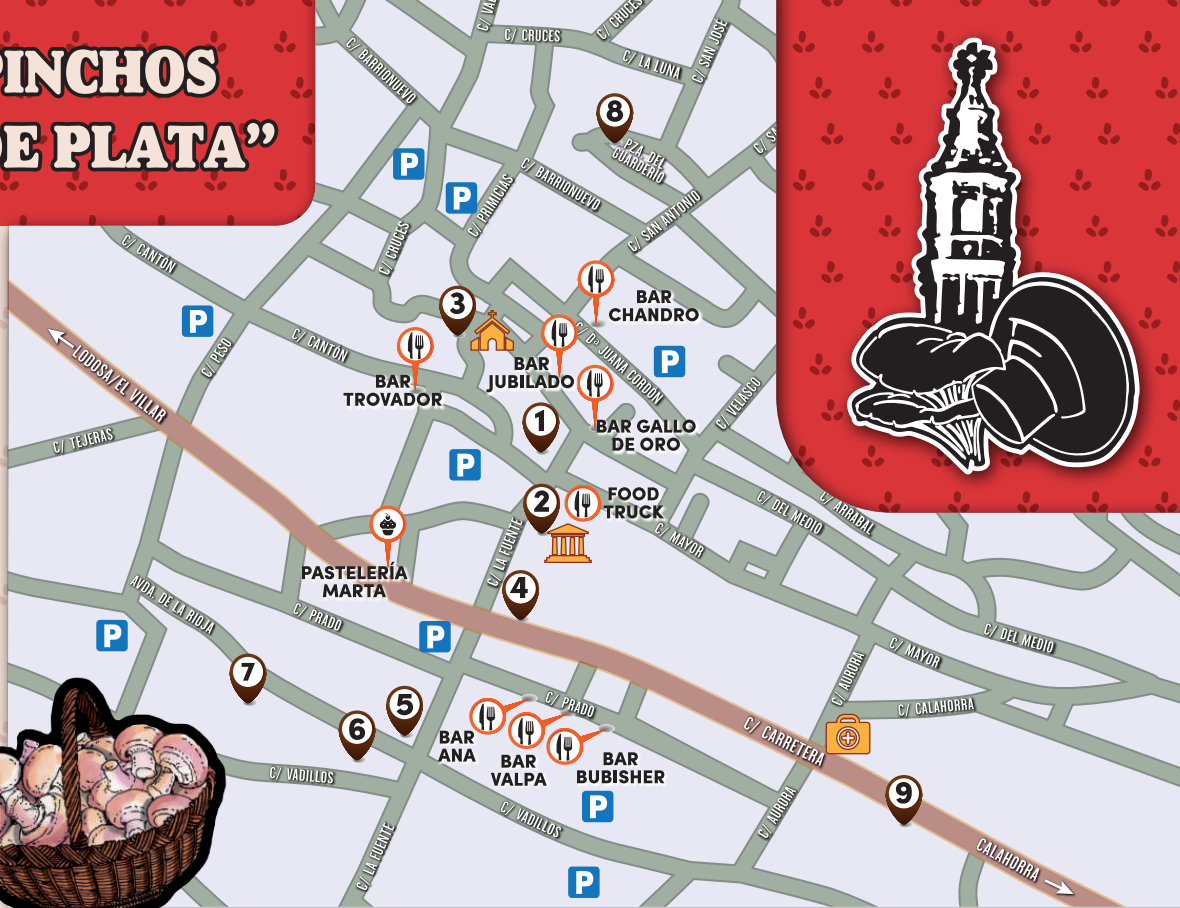 PINCHOS
DE PLATA”
C/ CRUCES
C/ CRUCES
C/ LA LUNA
C/ SAN JOSE
C/ BARRIONUEVO
8
PZA. DEL
GUARDERIO
P
P
C/ BARRIONUEVO
C/ PRIMICIAS
C/ SAN ANTONIO
C/ CRUCES
C/ CANTÓN
3
BAR
CHANDRO
P
C/ CANTÓN
C/ Dª JUANA CORDÓN
P
LODOSA/EL VILLAR
C/ PESO
BAR
JUBILADO
BAR
TROVADOR
C/ VELASCO
1
BAR GALLO
DE ORO
C/ TEJERAS
P
2
FOOD
TRUCK
C/ DEL MEDIO
C/ ARRABAL
C/ MAYOR
C/ LA FUENTE
PASTELERÍA
MARTA
4
AVDA. DE LA RIOJA
C/ PRADO
P
P
C/ DEL MEDIO
C/ MAYOR
7
C/ AURORA
5
C/ PRADO
C/ CALAHORRA
6
BAR
ANA
BAR
VALPA
BAR
BUBISHER
C/ CARRETERA
C/ VADILLOS
P
C/ VADILLOS
9
C/ AURORA
C/ LA FUENTE
P
CALAHORRA